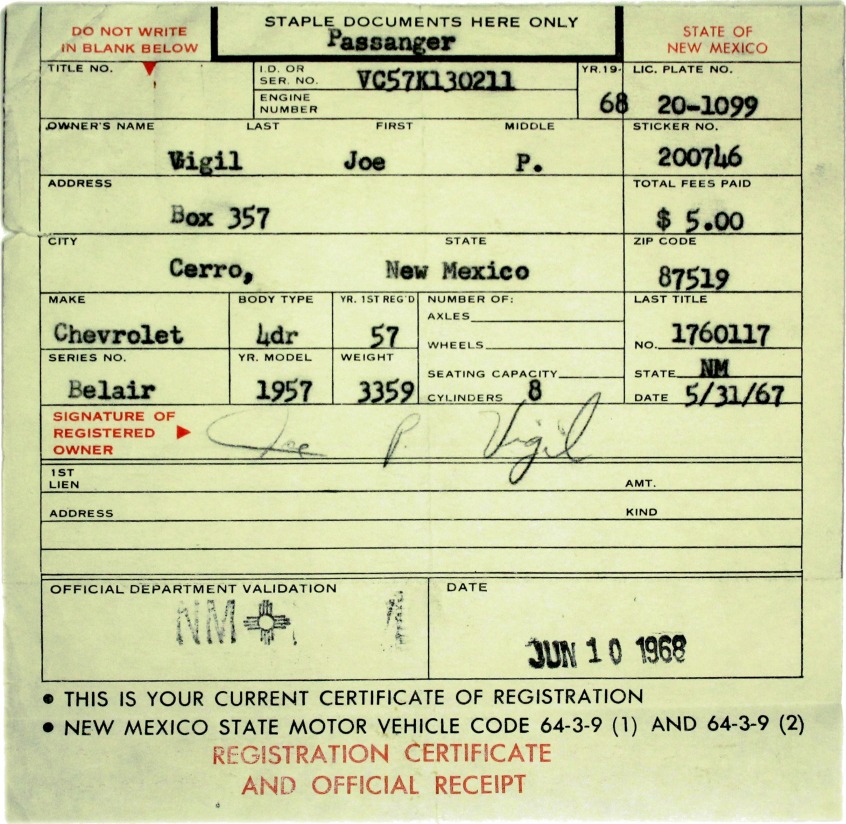 DO NOT WRITE
IN BLANK BELOW
STAPLE DOCUMENTS HERE ONLY
Passanger
STATE OF
NEW MEXICO
TITLE NO.
I.D. OR
SER. NO. VC57K130211
ENGINE
NUMBER
YR.19-
68
LIC. PLATE NO.
20-1099
OWNER'S NAME LAST FIRST MIDDLE
Vigil Joe P.
STICKER NO.
200746
ADDRESS
Box 357
TOTAL FEES PAID
$ 5.00
CITY STATE
Cerro, New Mexico
ZIP CODE
87519
MAKE
Chevrolet
BODY TYPE
4dr
YR. 1ST REG'D
57
NUMBER OF:
AXLES
WHEELS
SEATING CAPACITY
CYLINDERS 8
LAST TITLE
NO. 1760117
STATE NM
DATE 5/31/67
SERIES NO.
Belair
YR. MODEL
1957
WEIGHT
3359
SIGNATURE OF
REGISTERED
OWNER
Joe P. Vigil
1ST
LIEN
AMT.
ADDRESS
KIND
OFFICIAL DEPARTMENT VALIDATION
NM
DATE
JUN 10 1968
• THIS IS YOUR CURRENT CERTIFICATE OF REGISTRATION
• NEW MEXICO STATE MOTOR VEHICLE CODE 64-3-9 (1) AND 64-3-9 (2)
REGISTRATION CERTIFICATE
AND OFFICIAL RECEIPT